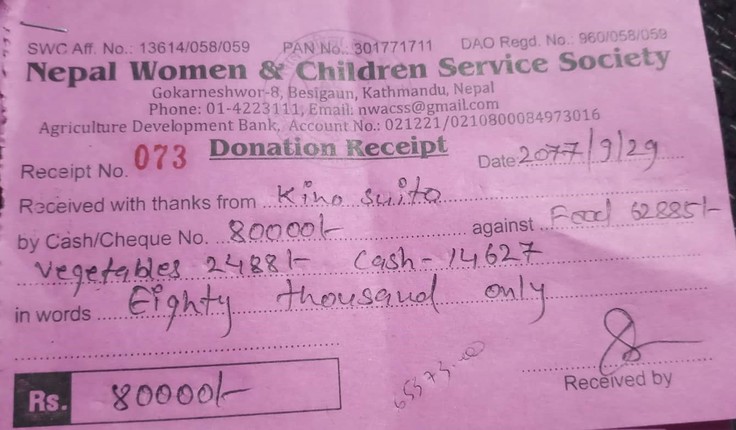 SWC Aff. No.: 13614/058/059 PAN No.: 301771711 DAO Regd. No.: 960/058/059
Nepal Women & Children Service Society
Gokarneshwor-8, Besigaun, Kathmandu, Nepal
Phone: 01-4223111, Email: nwacss@gmail.com
Agriculture Development Bank, Account No.: 021221/0210800084973016
Receipt No. 073 Donation Receipt Date: 2077/9/29
Received with thanks from Kino Suito
by Cash/Cheque No. 80000/- against Food 62885/-
Vegetables 2488/- Cash - 14627
in words Eighty thousand only
Rs. 80000/-
Received by